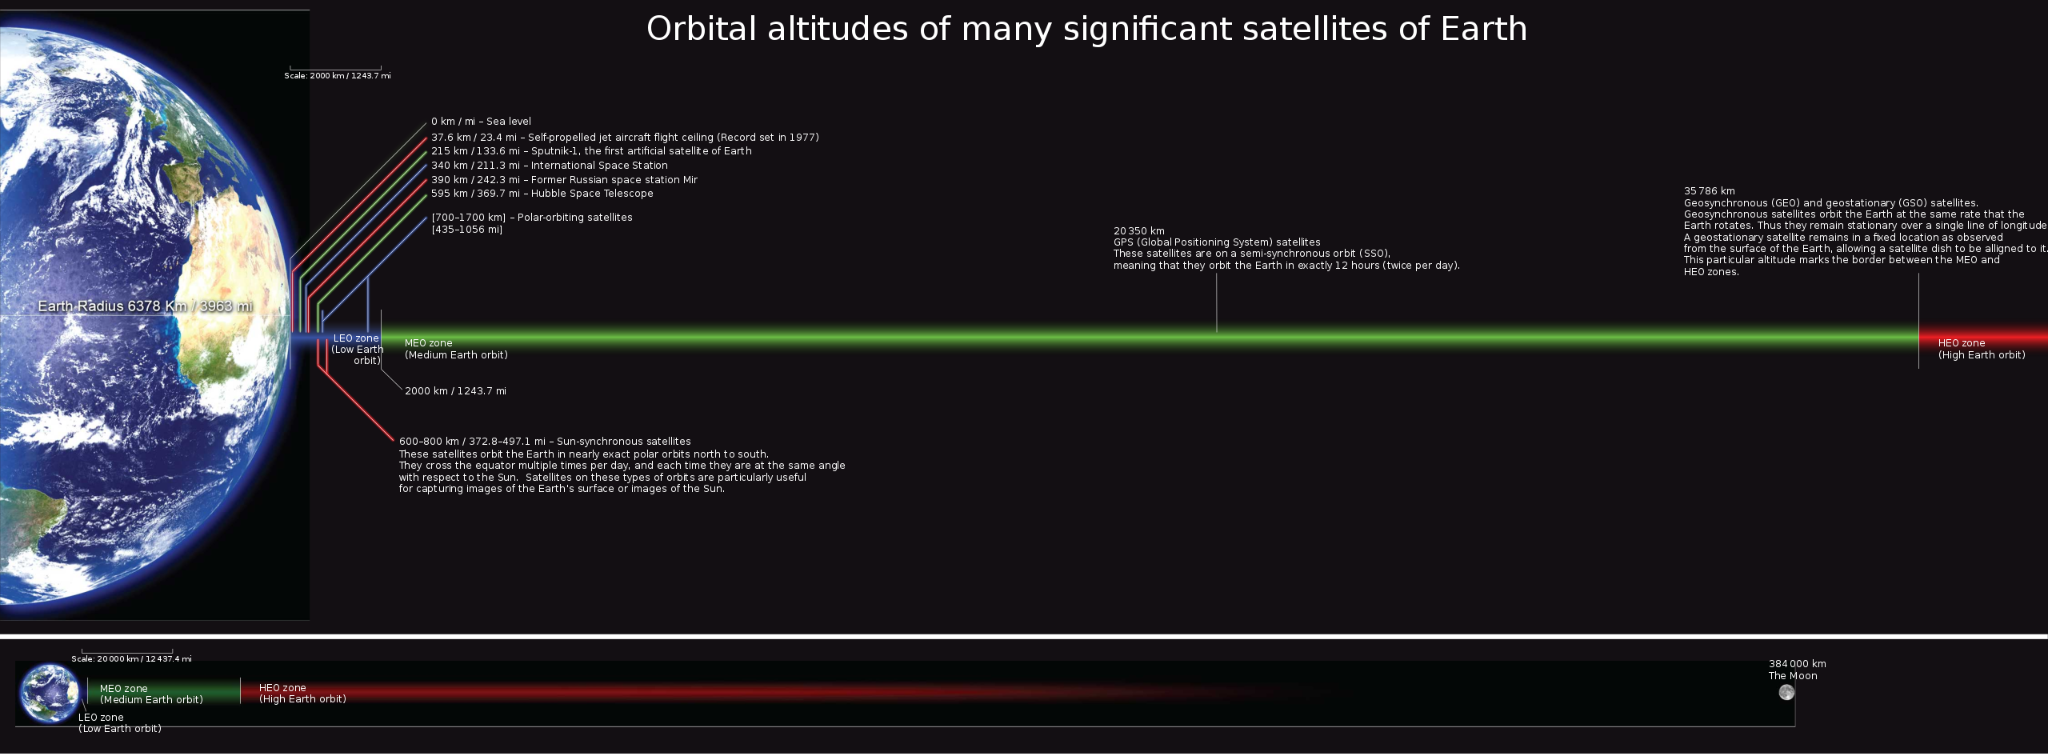 Orbital altitudes of many significant satellites of Earth
Scale: 2000 km / 1243.7 mi
0 km / mi – Sea level
37.6 km / 23.4 mi – Self-propelled jet aircraft flight ceiling (Record set in 1977)
215 km / 133.6 mi – Sputnik-1, the first artificial satellite of Earth
340 km / 211.3 mi – International Space Station
390 km / 242.3 mi – Former Russian space station Mir
595 km / 369.7 mi – Hubble Space Telescope
[700–1700 km] – Polar-orbiting satellites
[435–1056 mi]
20 350 km
GPS (Global Positioning System) satellites
These satellites are on a semi-synchronous orbit (SSO),
meaning that they orbit the Earth in exactly 12 hours (twice per day).
35 786 km
Geosynchronous (GEO) and geostationary (GSO) satellites.
Geosynchronous satellites orbit the Earth at the same rate that the
Earth rotates. Thus they remain stationary over a single line of longitude
A geostationary satellite remains in a fixed location as observed
from the surface of the Earth, allowing a satellite dish to be aligned to it.
This particular altitude marks the border between the MEO and
HEO zones.
Earth Radius 6378 Km / 3963 mi
LEO zone
(Low Earth
orbit)
MEO zone
(Medium Earth orbit)
HEO zone
(High Earth orbit)
2000 km / 1243.7 mi
600–800 km / 372.8–497.1 mi – Sun-synchronous satellites
These satellites orbit the Earth in nearly exact polar orbits north to south.
They cross the equator multiple times per day, and each time they are at the same angle
with respect to the Sun.  Satellites on these types of orbits are particularly useful
for capturing images of the Earth's surface or images of the Sun.
Scale: 20 000 km / 12 437.4 mi
MEO zone
(Medium Earth orbit)
HEO zone
(High Earth orbit)
LEO zone
(Low Earth orbit)
384 000 km
The Moon